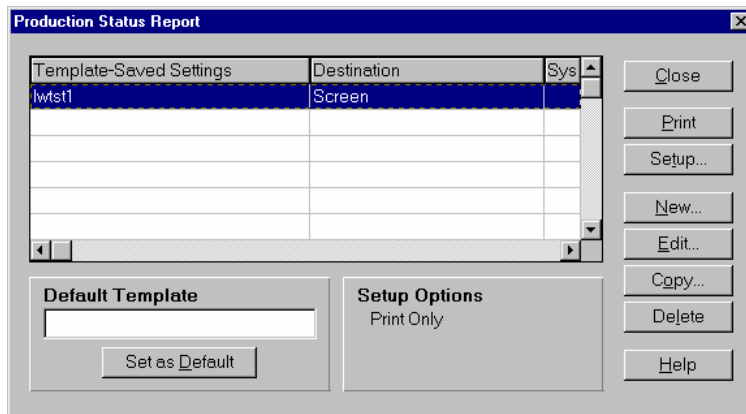 Production Status Report
Template-Saved Settings Destination Sys
lwtst1 Screen
Close
Print
Setup...
New...
Edit...
Copy...
Delete
Help
Default Template
Set as Default
Setup Options
Print Only